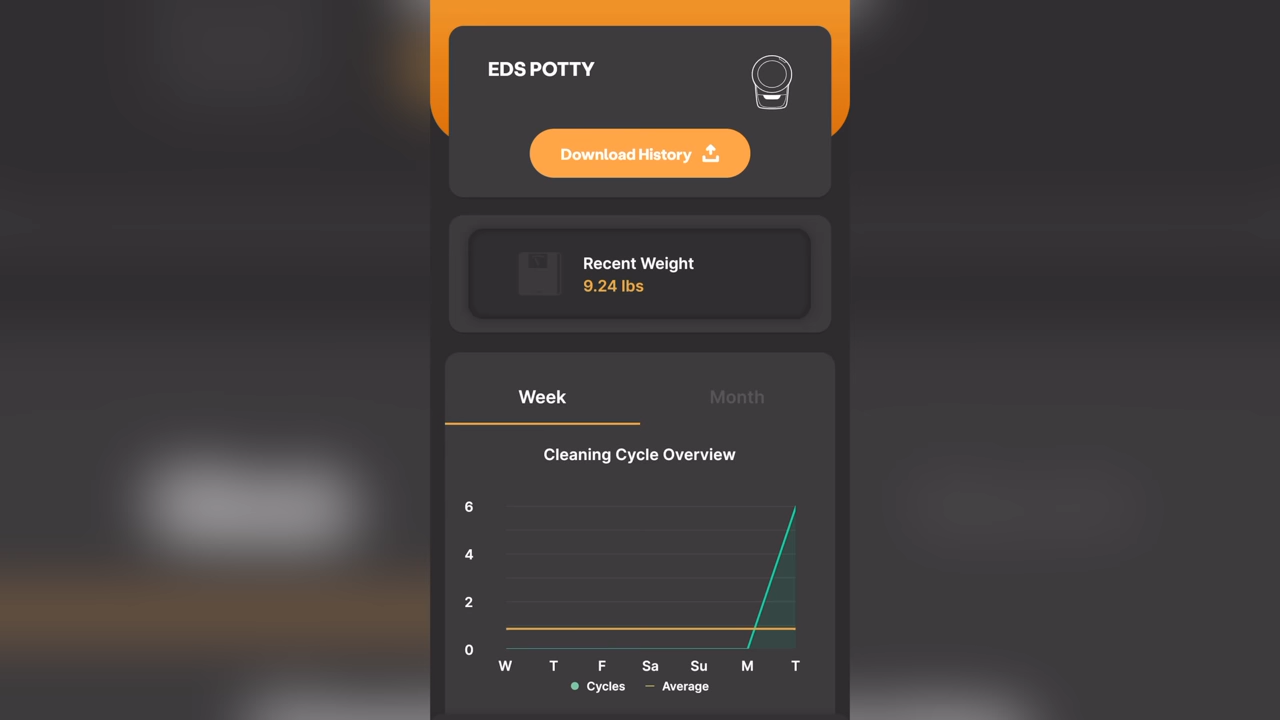 EDS POTTY
Download History
Recent Weight
9.24 lbs
Week Month
Cleaning Cycle Overview
6
4
2
0
W T F Sa Su M T
Cycles Average